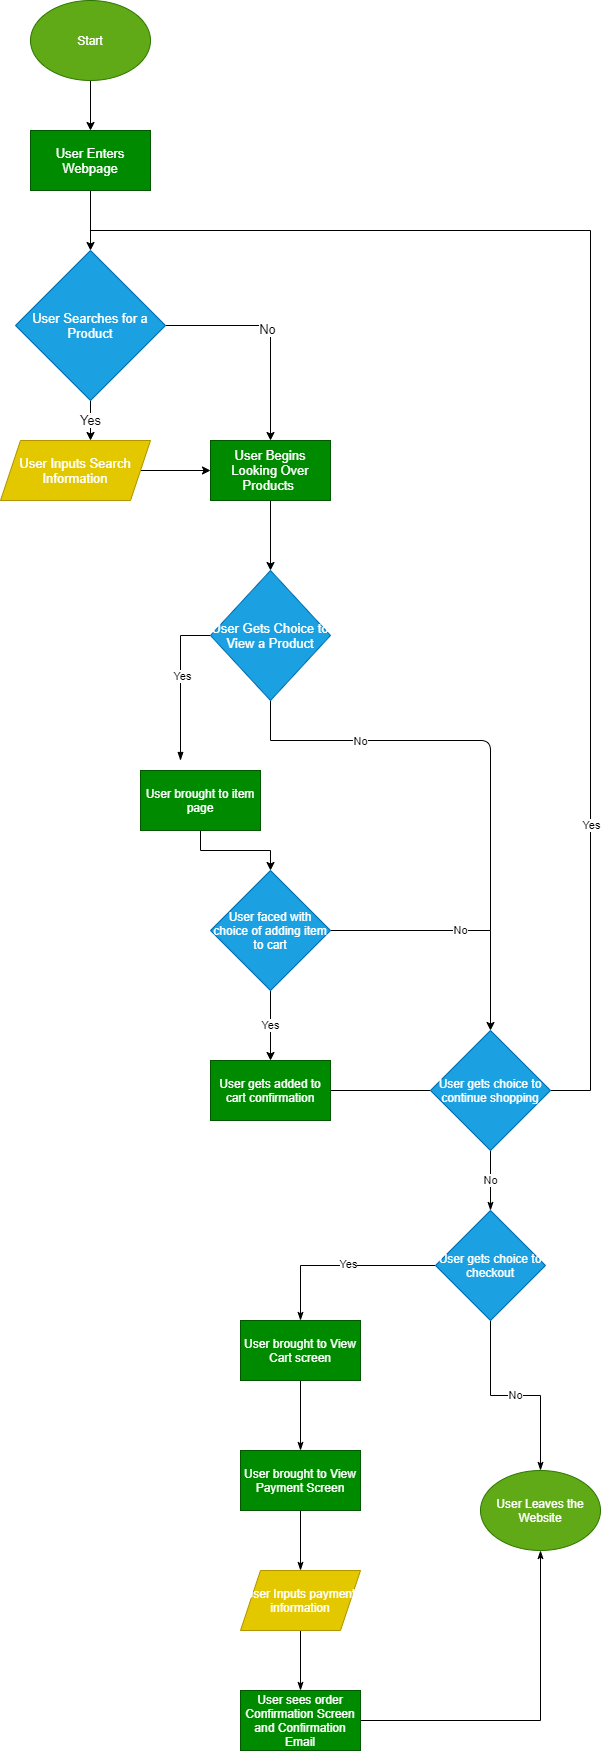 Start
User Enters
Webpage
User Searches for a
Product
No
Yes
User Inputs Search
Information
User Begins
Looking Over
Products
User Gets Choice to
View a Product
Yes
No
User brought to item
page
Yes
User faced with
choice of adding item
to cart
No
Yes
User gets added to
cart confirmation
User gets choice to
continue shopping
No
User gets choice to
checkout
Yes
User brought to View
Cart screen
No
User brought to View
Payment Screen
User Leaves the
Website
User Inputs payment
information
User sees order
Confirmation Screen
and Confirmation
Email